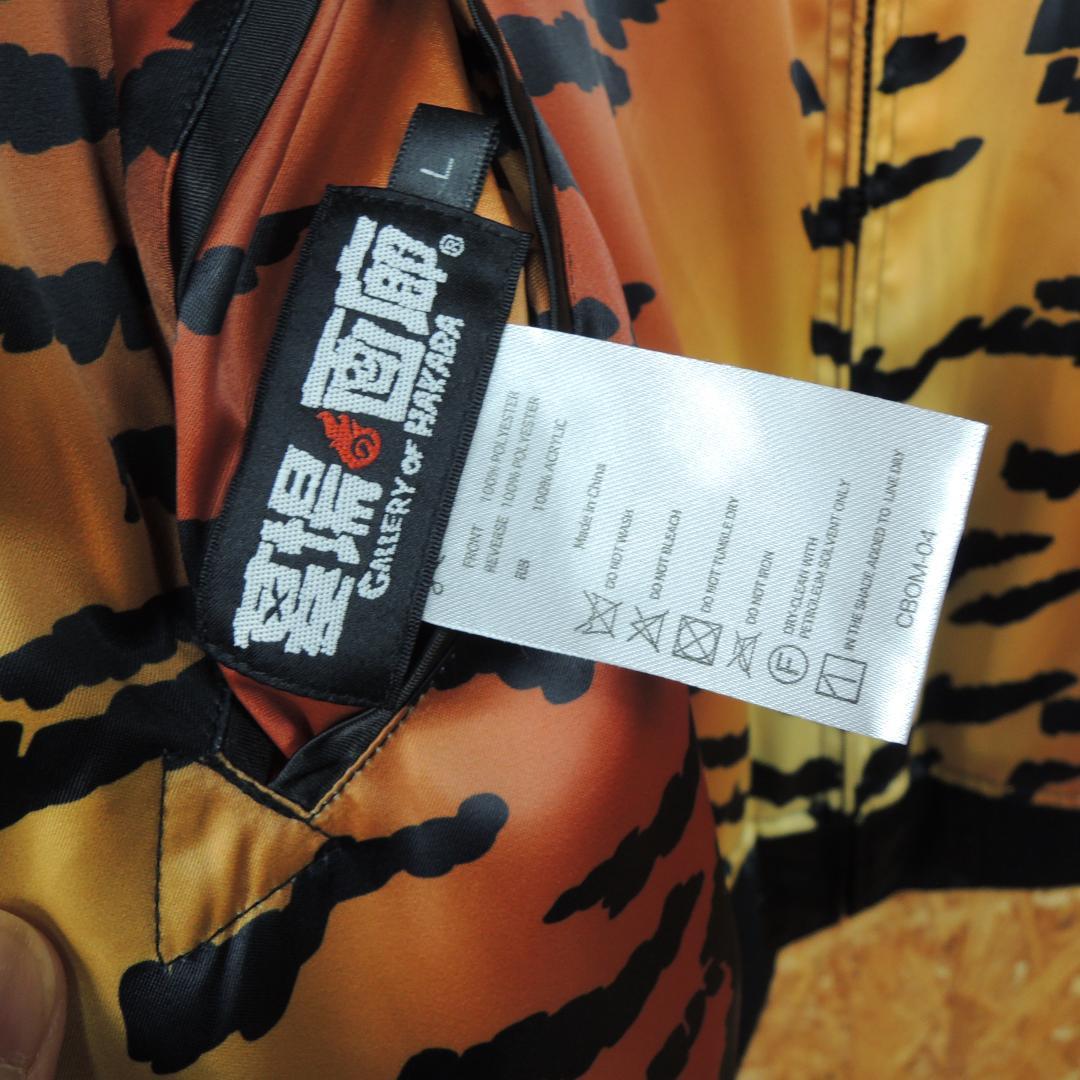 L
墓場の画郎®
GALLERY OF HAKABA
FRONT 100% POLYESTER
REVERSE 100% POLYESTER
RIB 100% ACRYLIC
Made in China
DO NOT WASH
DO NOT BLEACH
DO NOT TUMBLE DRY
DO NOT IRON
F
DRY-CLEAN WITH
PETROLEUM SOLVENT ONLY
IN THE SHADE ADDED TO LINE DRY
CBOM-04